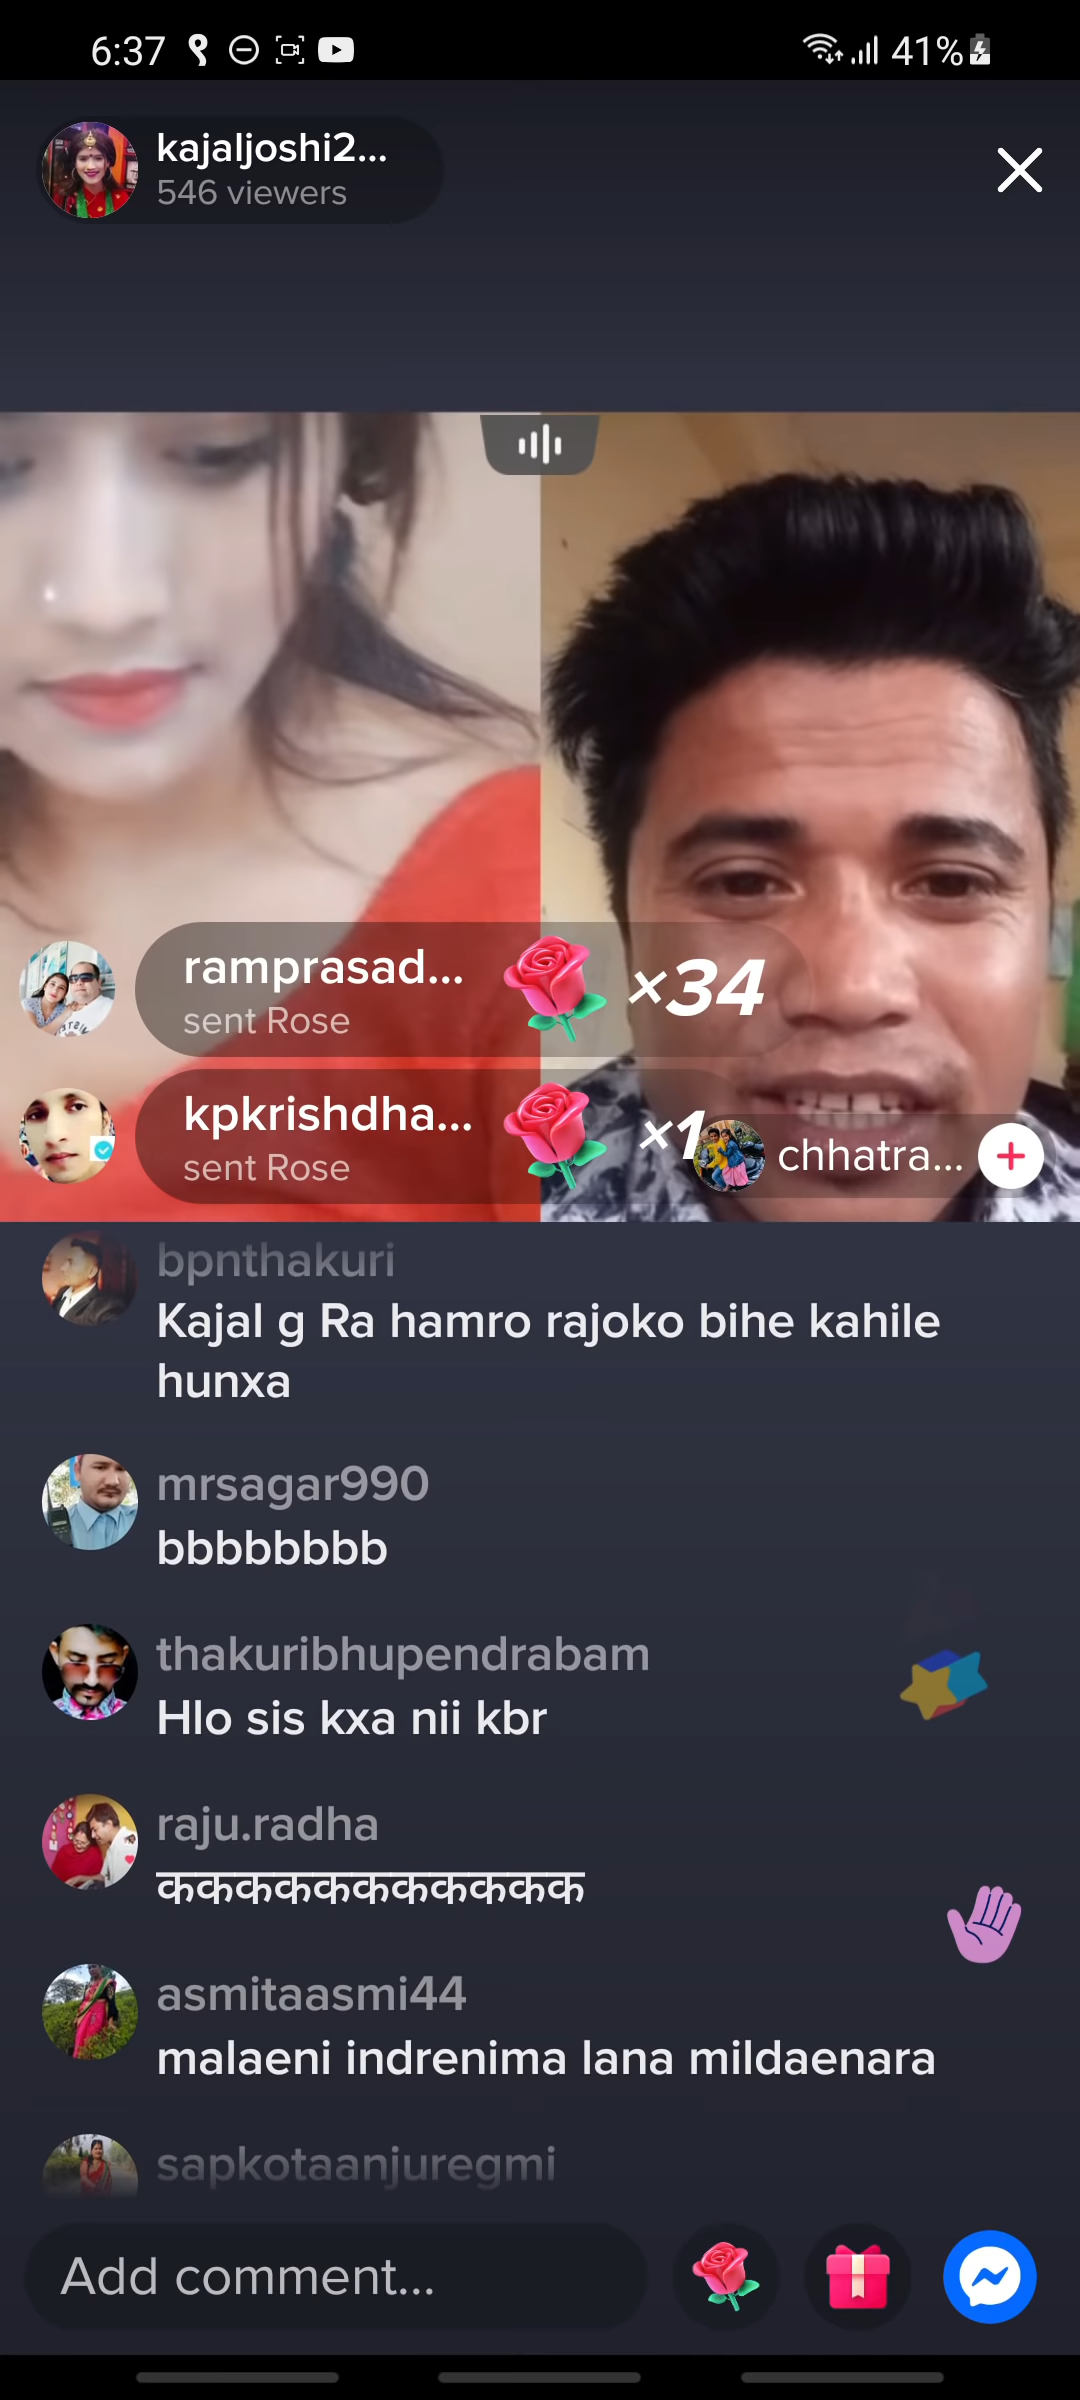 6:37
41%
kajaljoshi2...
546 viewers
ramprasad...
sent Rose
×34
kpkrishdha...
sent Rose
×1
chhatra...
bpnthakuri
Kajal g Ra hamro rajoko bihe kahile
hunxa
mrsagar990
bbbbbbbb
thakuribhupendrabam
Hlo sis kxa nii kbr
raju.radha
ककककककककककक
asmitaasmi44
malaeni indrenima lana mildaenara
sapkotaanjuregmi
Add comment...